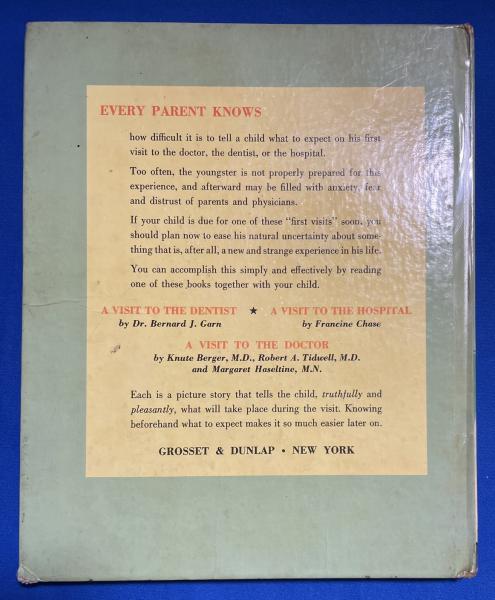 EVERY PARENT KNOWS
how difficult it is to tell a child what to expect on his first
visit to the doctor, the dentist, or the hospital.
Too often, the youngster is not properly prepared for this
experience, and afterward may be filled with anxiety, fear
and distrust of parents and physicians.
If your child is due for one of these "first visits" soon, you
should plan now to ease his natural uncertainty about some-
thing that is, after all, a new and strange experience in his life.
You can accomplish this simply and effectively by reading
one of these books together with your child.
A VISIT TO THE DENTIST ★ A VISIT TO THE HOSPITAL
by Dr. Bernard J. Garn by Francine Chase
A VISIT TO THE DOCTOR
by Knute Berger, M.D., Robert A. Tidwell, M.D.
and Margaret Haseltine, M.N.
Each is a picture story that tells the child, truthfully and
pleasantly, what will take place during the visit. Knowing
beforehand what to expect makes it so much easier later on.
GROSSET & DUNLAP • NEW YORK